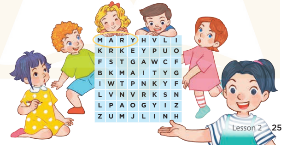 M A R Y H V L I
K R K E Y P U O
F S T G A W C F
B K M A I T Y G
I W T P N K Y F
L V N V R K S N
L P A O G Y I Z
Z U M J L I N H
Lesson 2 25